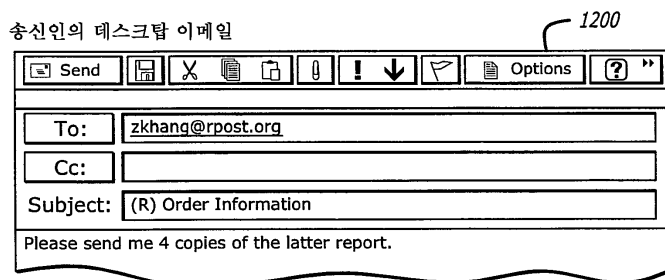 송신인의 데스크탑 이메일
1200
Send Options
To: zkhang@rpost.org
Cc:
Subject: (R) Order Information
Please send me 4 copies of the latter report.